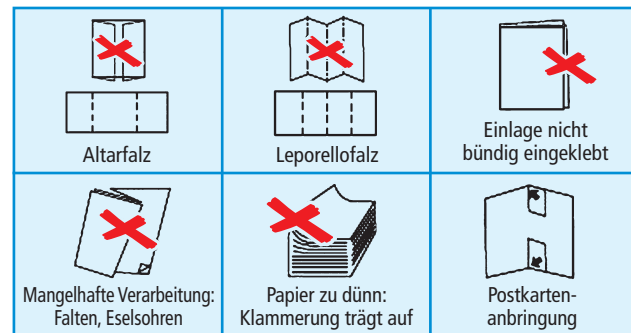 Altarfalz
Leporellofalz
Einlage nicht
bündig eingeklebt
Mangelhafte Verarbeitung:
Falten, Eselsohren
Papier zu dünn:
Klammerung trägt auf
Postkarten-
anbringung